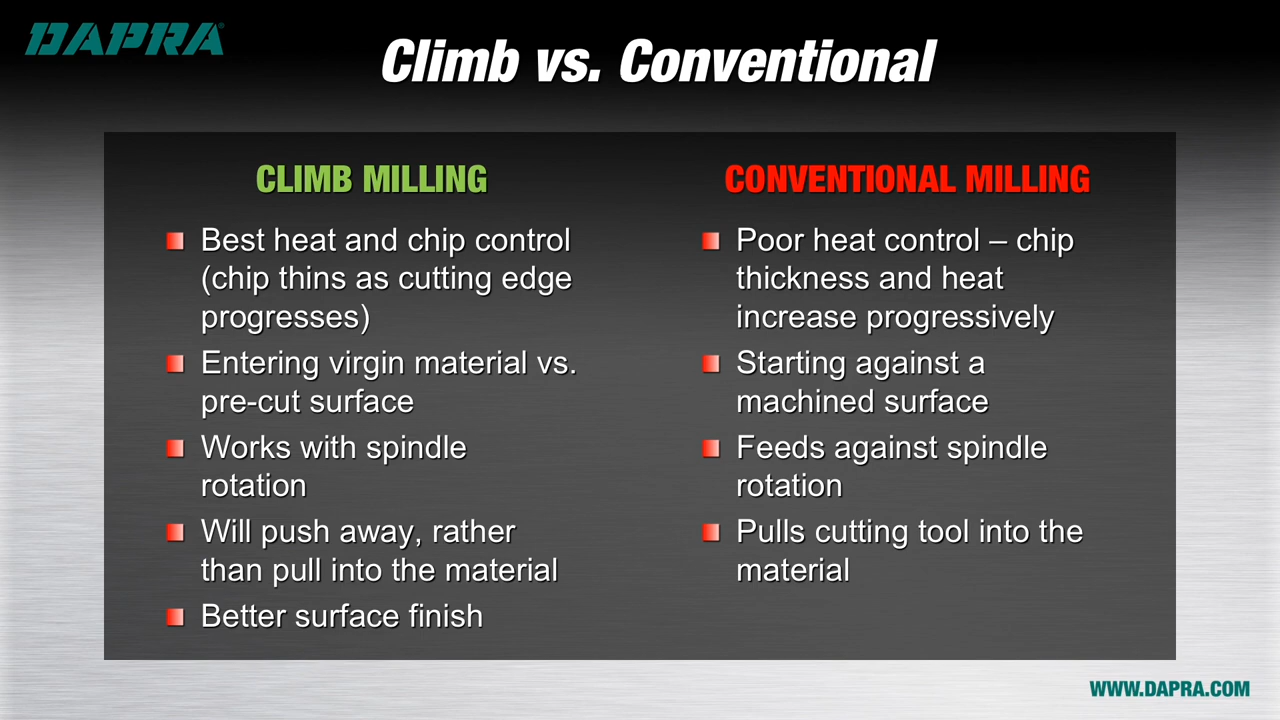 DAPRA
Climb vs. Conventional
CLIMB MILLING
Best heat and chip control
(chip thins as cutting edge
progresses)
Entering virgin material vs.
pre-cut surface
Works with spindle
rotation
Will push away, rather
than pull into the material
Better surface finish
CONVENTIONAL MILLING
Poor heat control – chip
thickness and heat
increase progressively
Starting against a
machined surface
Feeds against spindle
rotation
Pulls cutting tool into the
material
WWW.DAPRA.COM